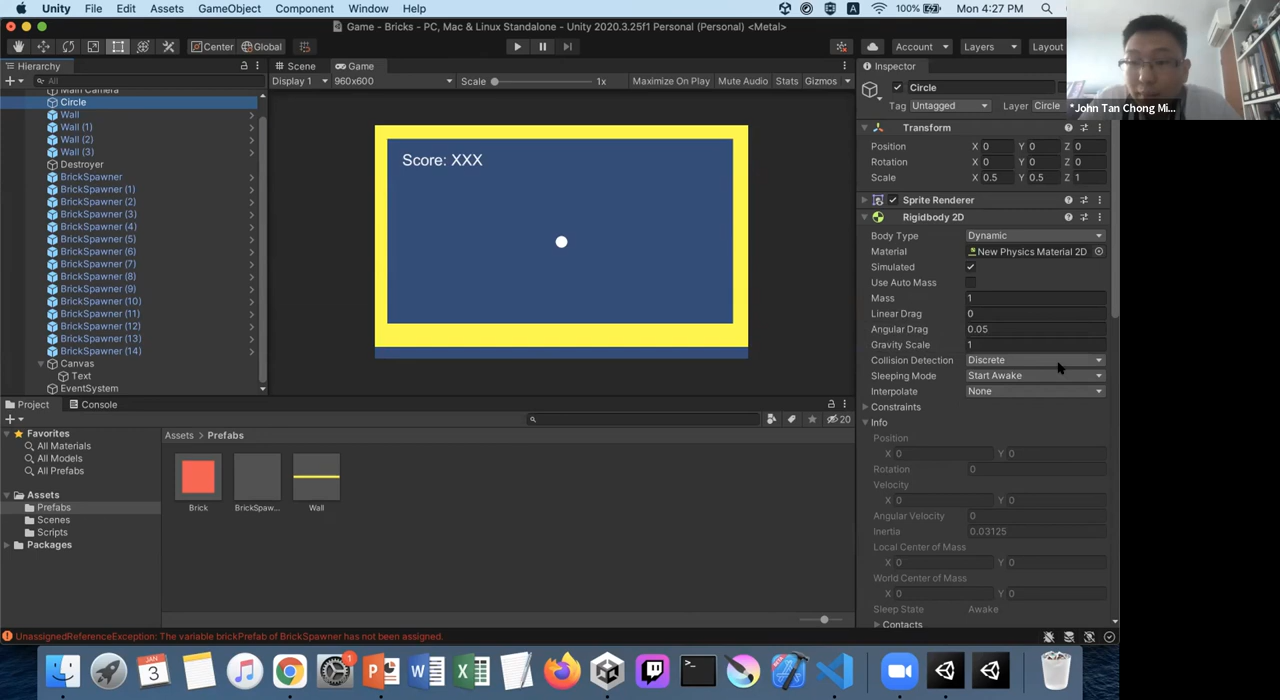 Unity File Edit Assets GameObject Component Window Help 100% Mon 4:27 PM
Game - Bricks - PC, Mac & Linux Standalone - Unity 2020.3.25f1 Personal (Personal) <Metal>
Center Global Account Layers Layout
Hierarchy
All
Main Camera
Circle
Wall
Wall (1)
Wall (2)
Wall (3)
Destroyer
BrickSpawner
BrickSpawner (1)
BrickSpawner (2)
BrickSpawner (3)
BrickSpawner (4)
BrickSpawner (5)
BrickSpawner (6)
BrickSpawner (7)
BrickSpawner (8)
BrickSpawner (9)
BrickSpawner (10)
BrickSpawner (11)
BrickSpawner (12)
BrickSpawner (13)
BrickSpawner (14)
Canvas
Text
EventSystem
Scene Game
Display 1 960x600 Scale 1x Maximize On Play Mute Audio Stats Gizmos
Score: XXX
Inspector
Circle
Tag Untagged Layer Circle
Transform
Position X 0 Y 0 Z 0
Rotation X 0 Y 0 Z 0
Scale X 0.5 Y 0.5 Z 1
Sprite Renderer
Rigidbody 2D
Body Type Dynamic
Material New Physics Material 2D
Simulated
Use Auto Mass
Mass 1
Linear Drag 0
Angular Drag 0.05
Gravity Scale 1
Collision Detection Discrete
Sleeping Mode Start Awake
Interpolate None
Constraints
Info
Position
X 0 Y 0
Rotation 0
Velocity
X 0 Y 0
Angular Velocity 0
Inertia 0.03125
Local Center of Mass
X 0 Y 0
World Center of Mass
X 0 Y 0
Sleep State Awake
Contacts
*John Tan Chong Mi...
Project Console
20
Favorites
All Materials
All Models
All Prefabs
Assets
Prefabs
Scenes
Scripts
Packages
Assets > Prefabs
Brick BrickSpaw... Wall
UnassignedReferenceException: The variable brickPrefab of BrickSpawner has not been assigned.
JAN
3
1